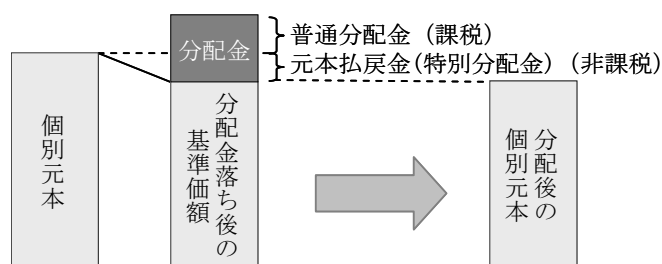 普通分配金（課税）
分配金
元本払戻金(特別分配金)（非課税）
個別元本
分配金落ち後の
基準価額
分配後の
個別元本